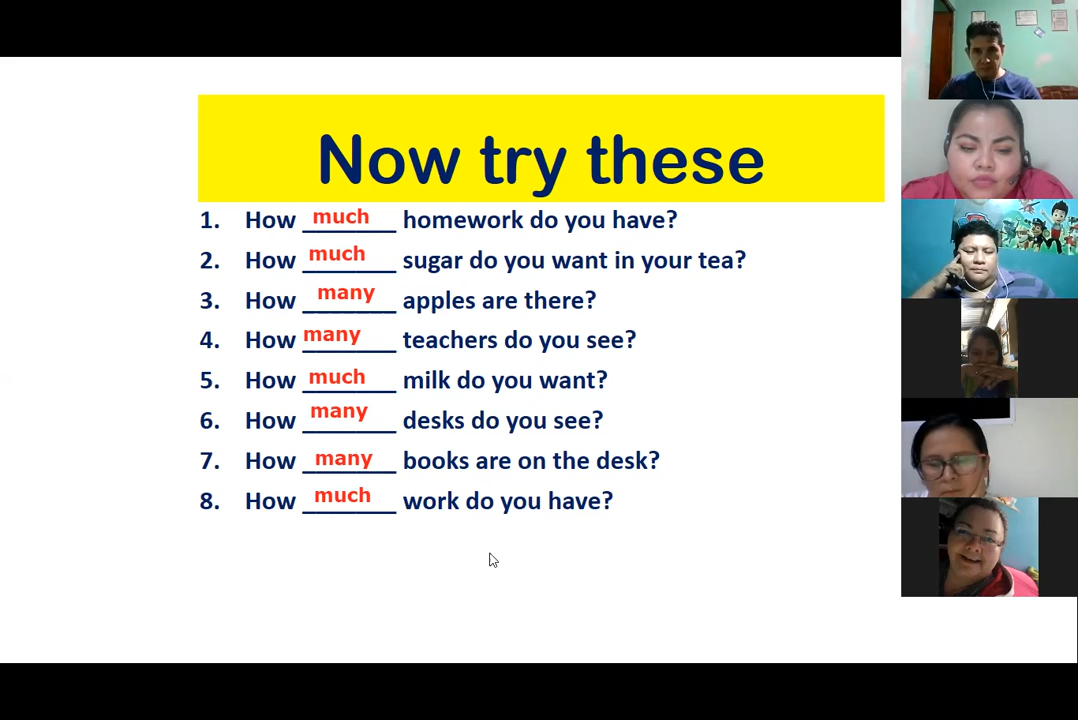 Now try these
1. How much homework do you have?
2. How much sugar do you want in your tea?
3. How many apples are there?
4. How many teachers do you see?
5. How much milk do you want?
6. How many desks do you see?
7. How many books are on the desk?
8. How much work do you have?